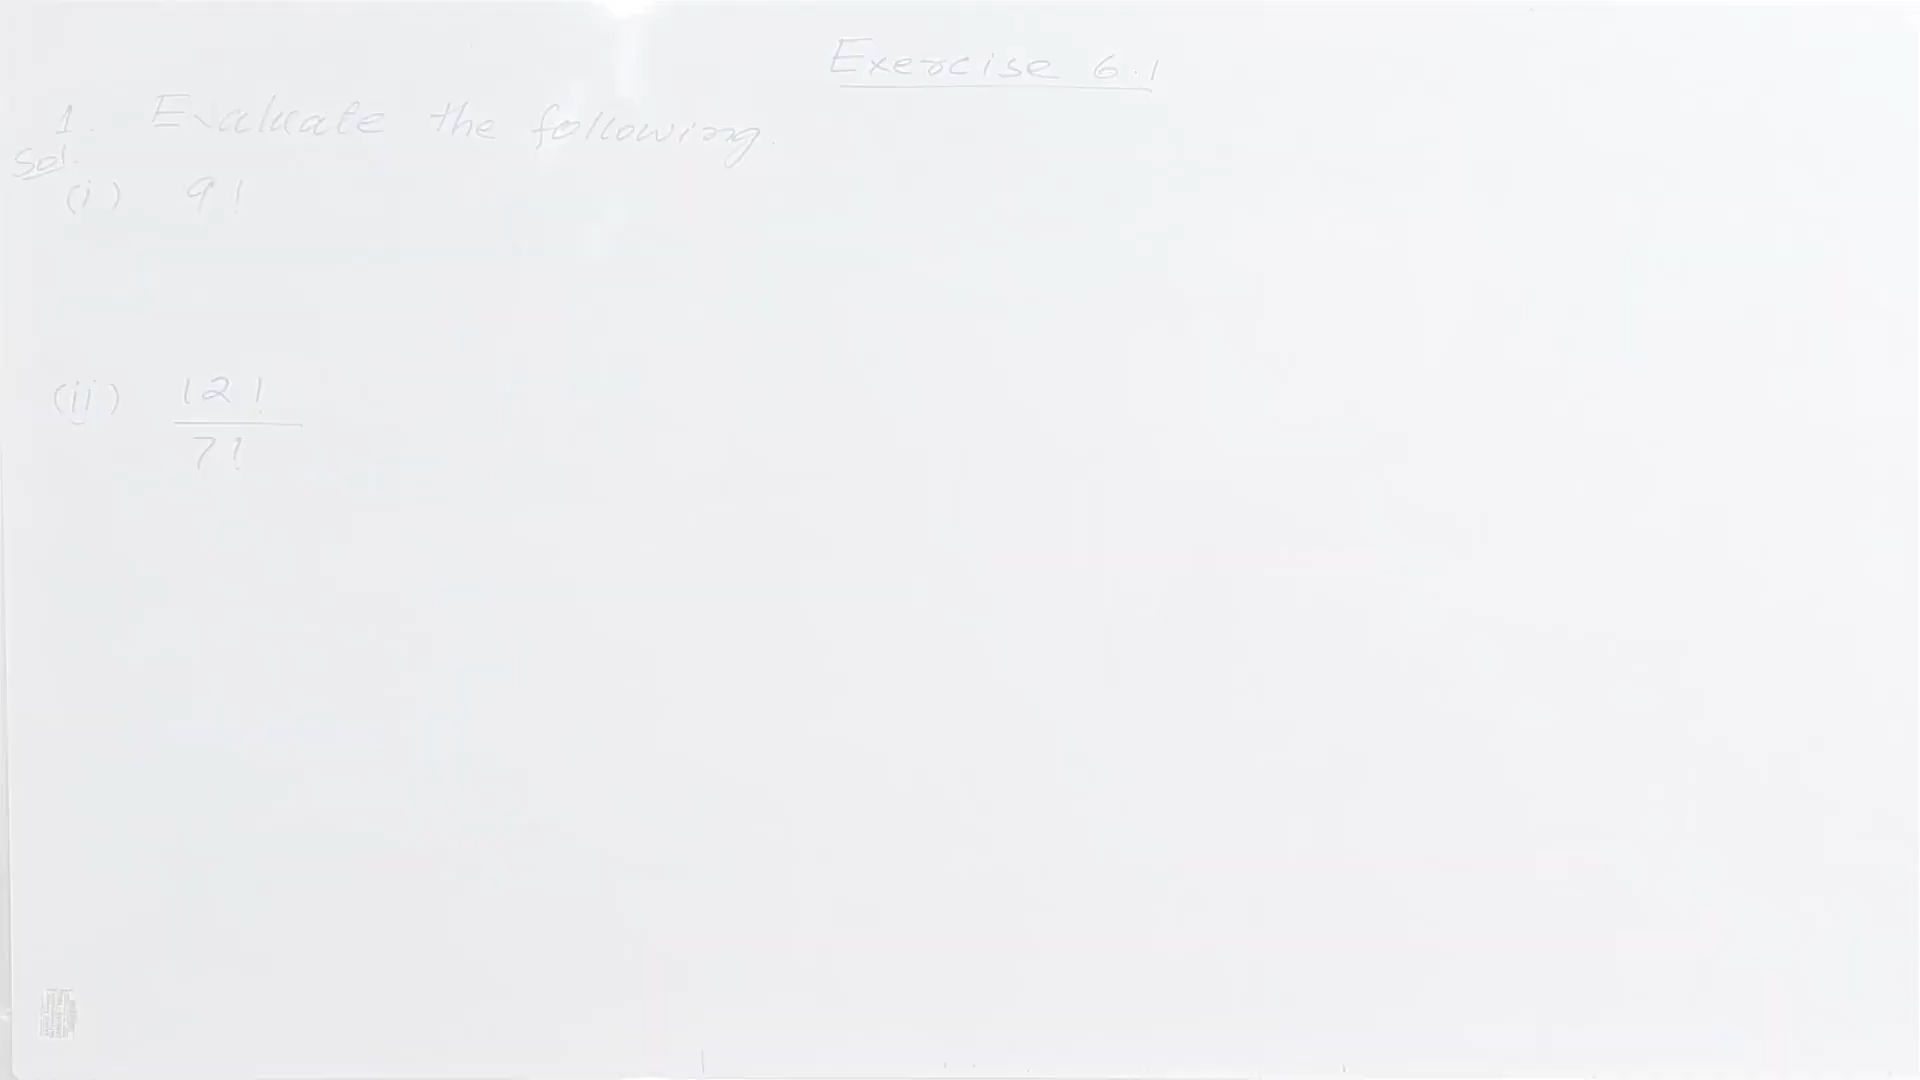 Exercise 6.1
1. Evaluate the following.
Sol.
(i) 9!
(ii) 12!
7!